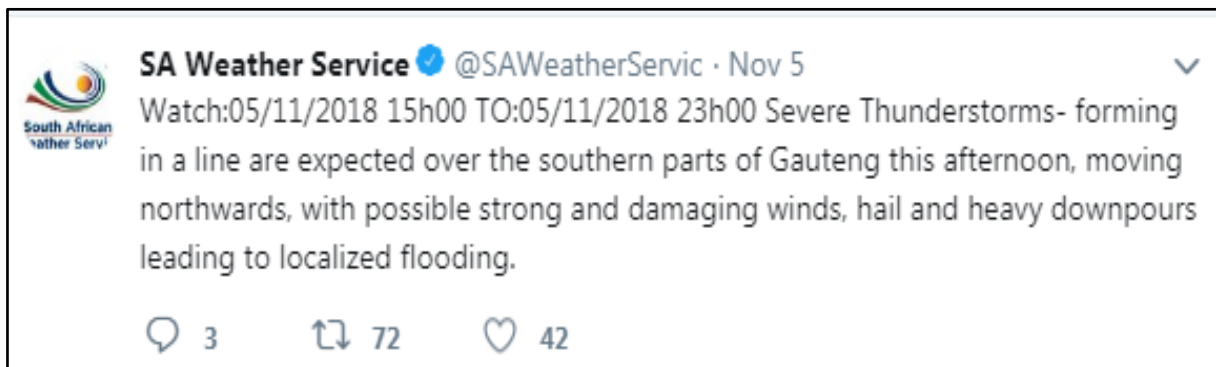 SA Weather Service @SAWeatherServic · Nov 5
Watch:05/11/2018 15h00 TO:05/11/2018 23h00 Severe Thunderstorms- forming
in a line are expected over the southern parts of Gauteng this afternoon, moving
northwards, with possible strong and damaging winds, hail and heavy downpours
leading to localized flooding.
South African
ather Serv
3 72 42